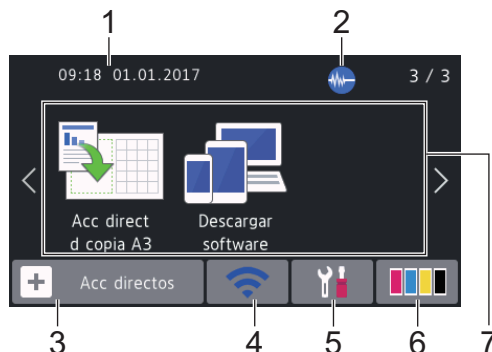 1
2
09:18 01.01.2017
3 / 3
Acc direct
d copia A3
Descargar
software
Acc directos
3
4
5
6
7